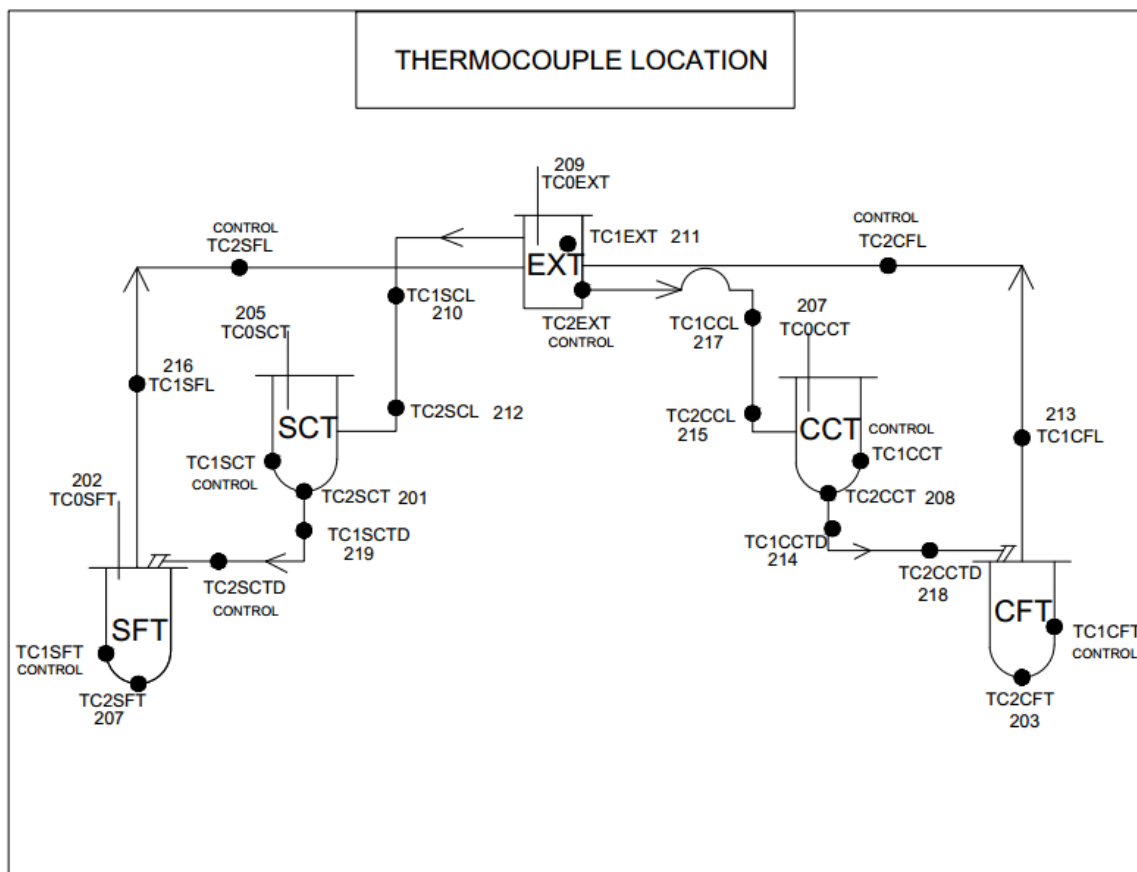 THERMOCOUPLE LOCATION
209
TC0EXT
CONTROL
TC2SFL
CONTROL
TC2CFL
TC1EXT 211
EXT
TC1SCL
210
TC2EXT
CONTROL
205
TC0SCT
207
TC0CCT
TC1CCL
217
216
TC1SFL
TC2SCL 212
TC2CCL
215
213
TC1CFL
SCT
CCT
CONTROL
TC1CCT
TC1SCT
CONTROL
202
TC0SFT
TC2SCT 201
TC2CCT 208
TC1SCTD
219
TC1CCTD
214
TC2SCTD
CONTROL
TC2CCTD
218
SFT
CFT
TC1SFT
CONTROL
TC1CFT
CONTROL
TC2SFT
207
TC2CFT
203